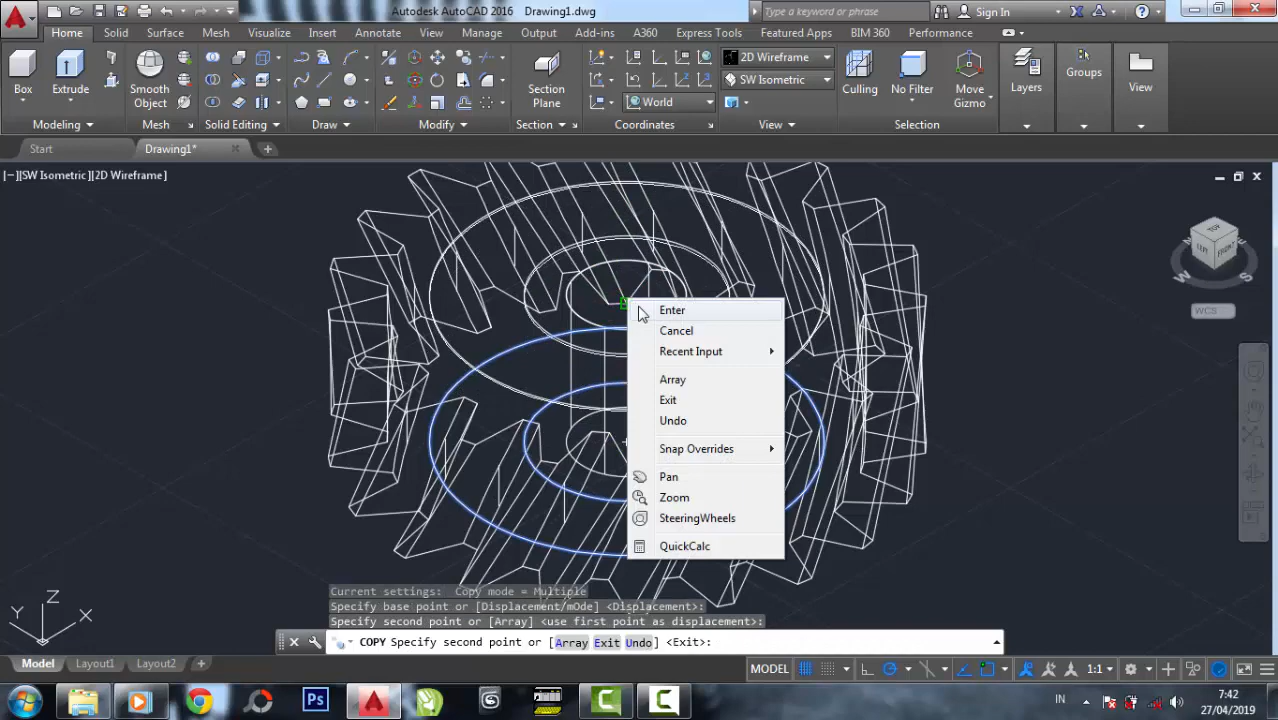 Autodesk AutoCAD 2016 Drawing1.dwg
Type a keyword or phrase
Sign In
Home Solid Surface Mesh Visualize Insert Annotate View Manage Output Add-ins A360 Express Tools Featured Apps BIM 360 Performance
2D Wireframe
SW Isometric
World
Box Extrude Smooth Object Section Plane Culling No Filter Move Gizmo Layers Groups View
Modeling Mesh Solid Editing Draw Modify Section Coordinates View Selection
Start Drawing1*
[−][SW Isometric][2D Wireframe]
TOP
LEFT FRONT
W S
WCS
Enter
Cancel
Recent Input
Array
Exit
Undo
Snap Overrides
Pan
Zoom
SteeringWheels
QuickCalc
Z
Y X
Current settings: Copy mode = Multiple
Specify base point or [Displacement/mOde] <Displacement>:
Specify second point or [Array] <use first point as displacement>:
COPY Specify second point or [Array Exit Undo] <Exit>:
Model Layout1 Layout2
MODEL 1:1
Ps
IN
7:42
27/04/2019